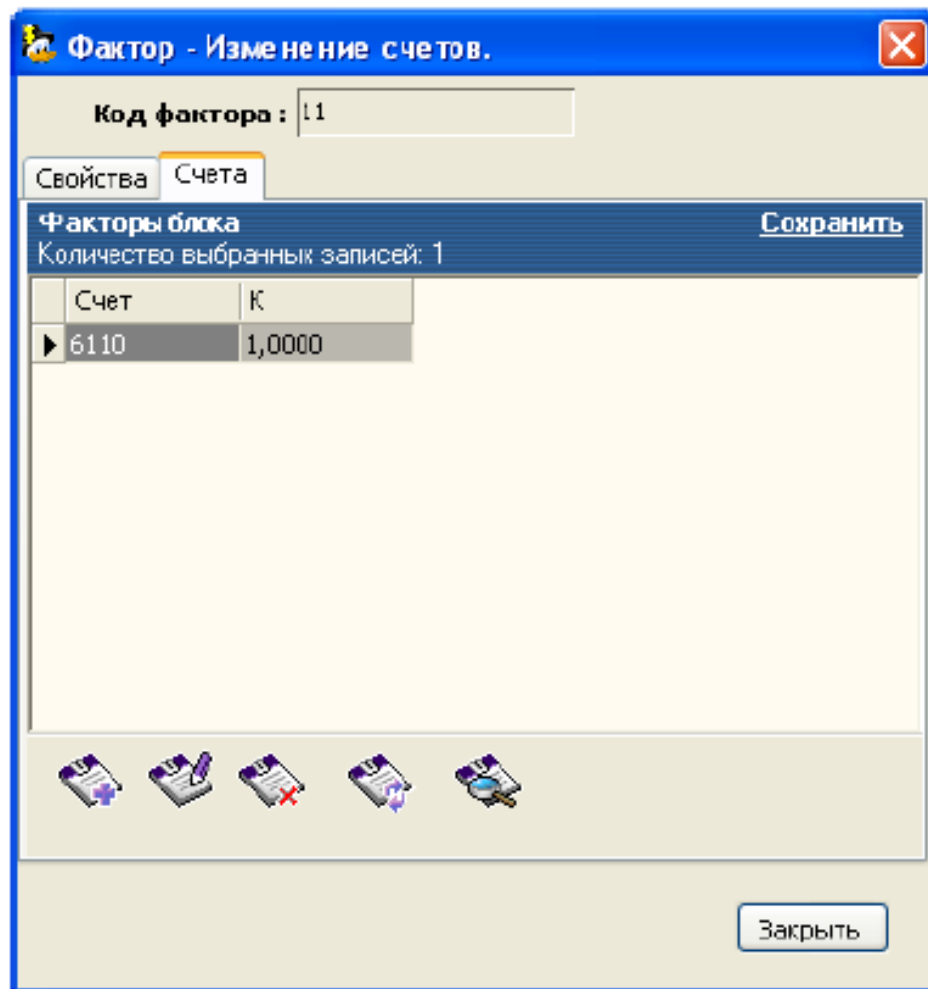 Фактор - Изменение счетов.
Код фактора : 11
Свойства Счета
Факторы блока Сохранить
Количество выбранных записей: 1
Счет К
6110 1,0000
Закрыть